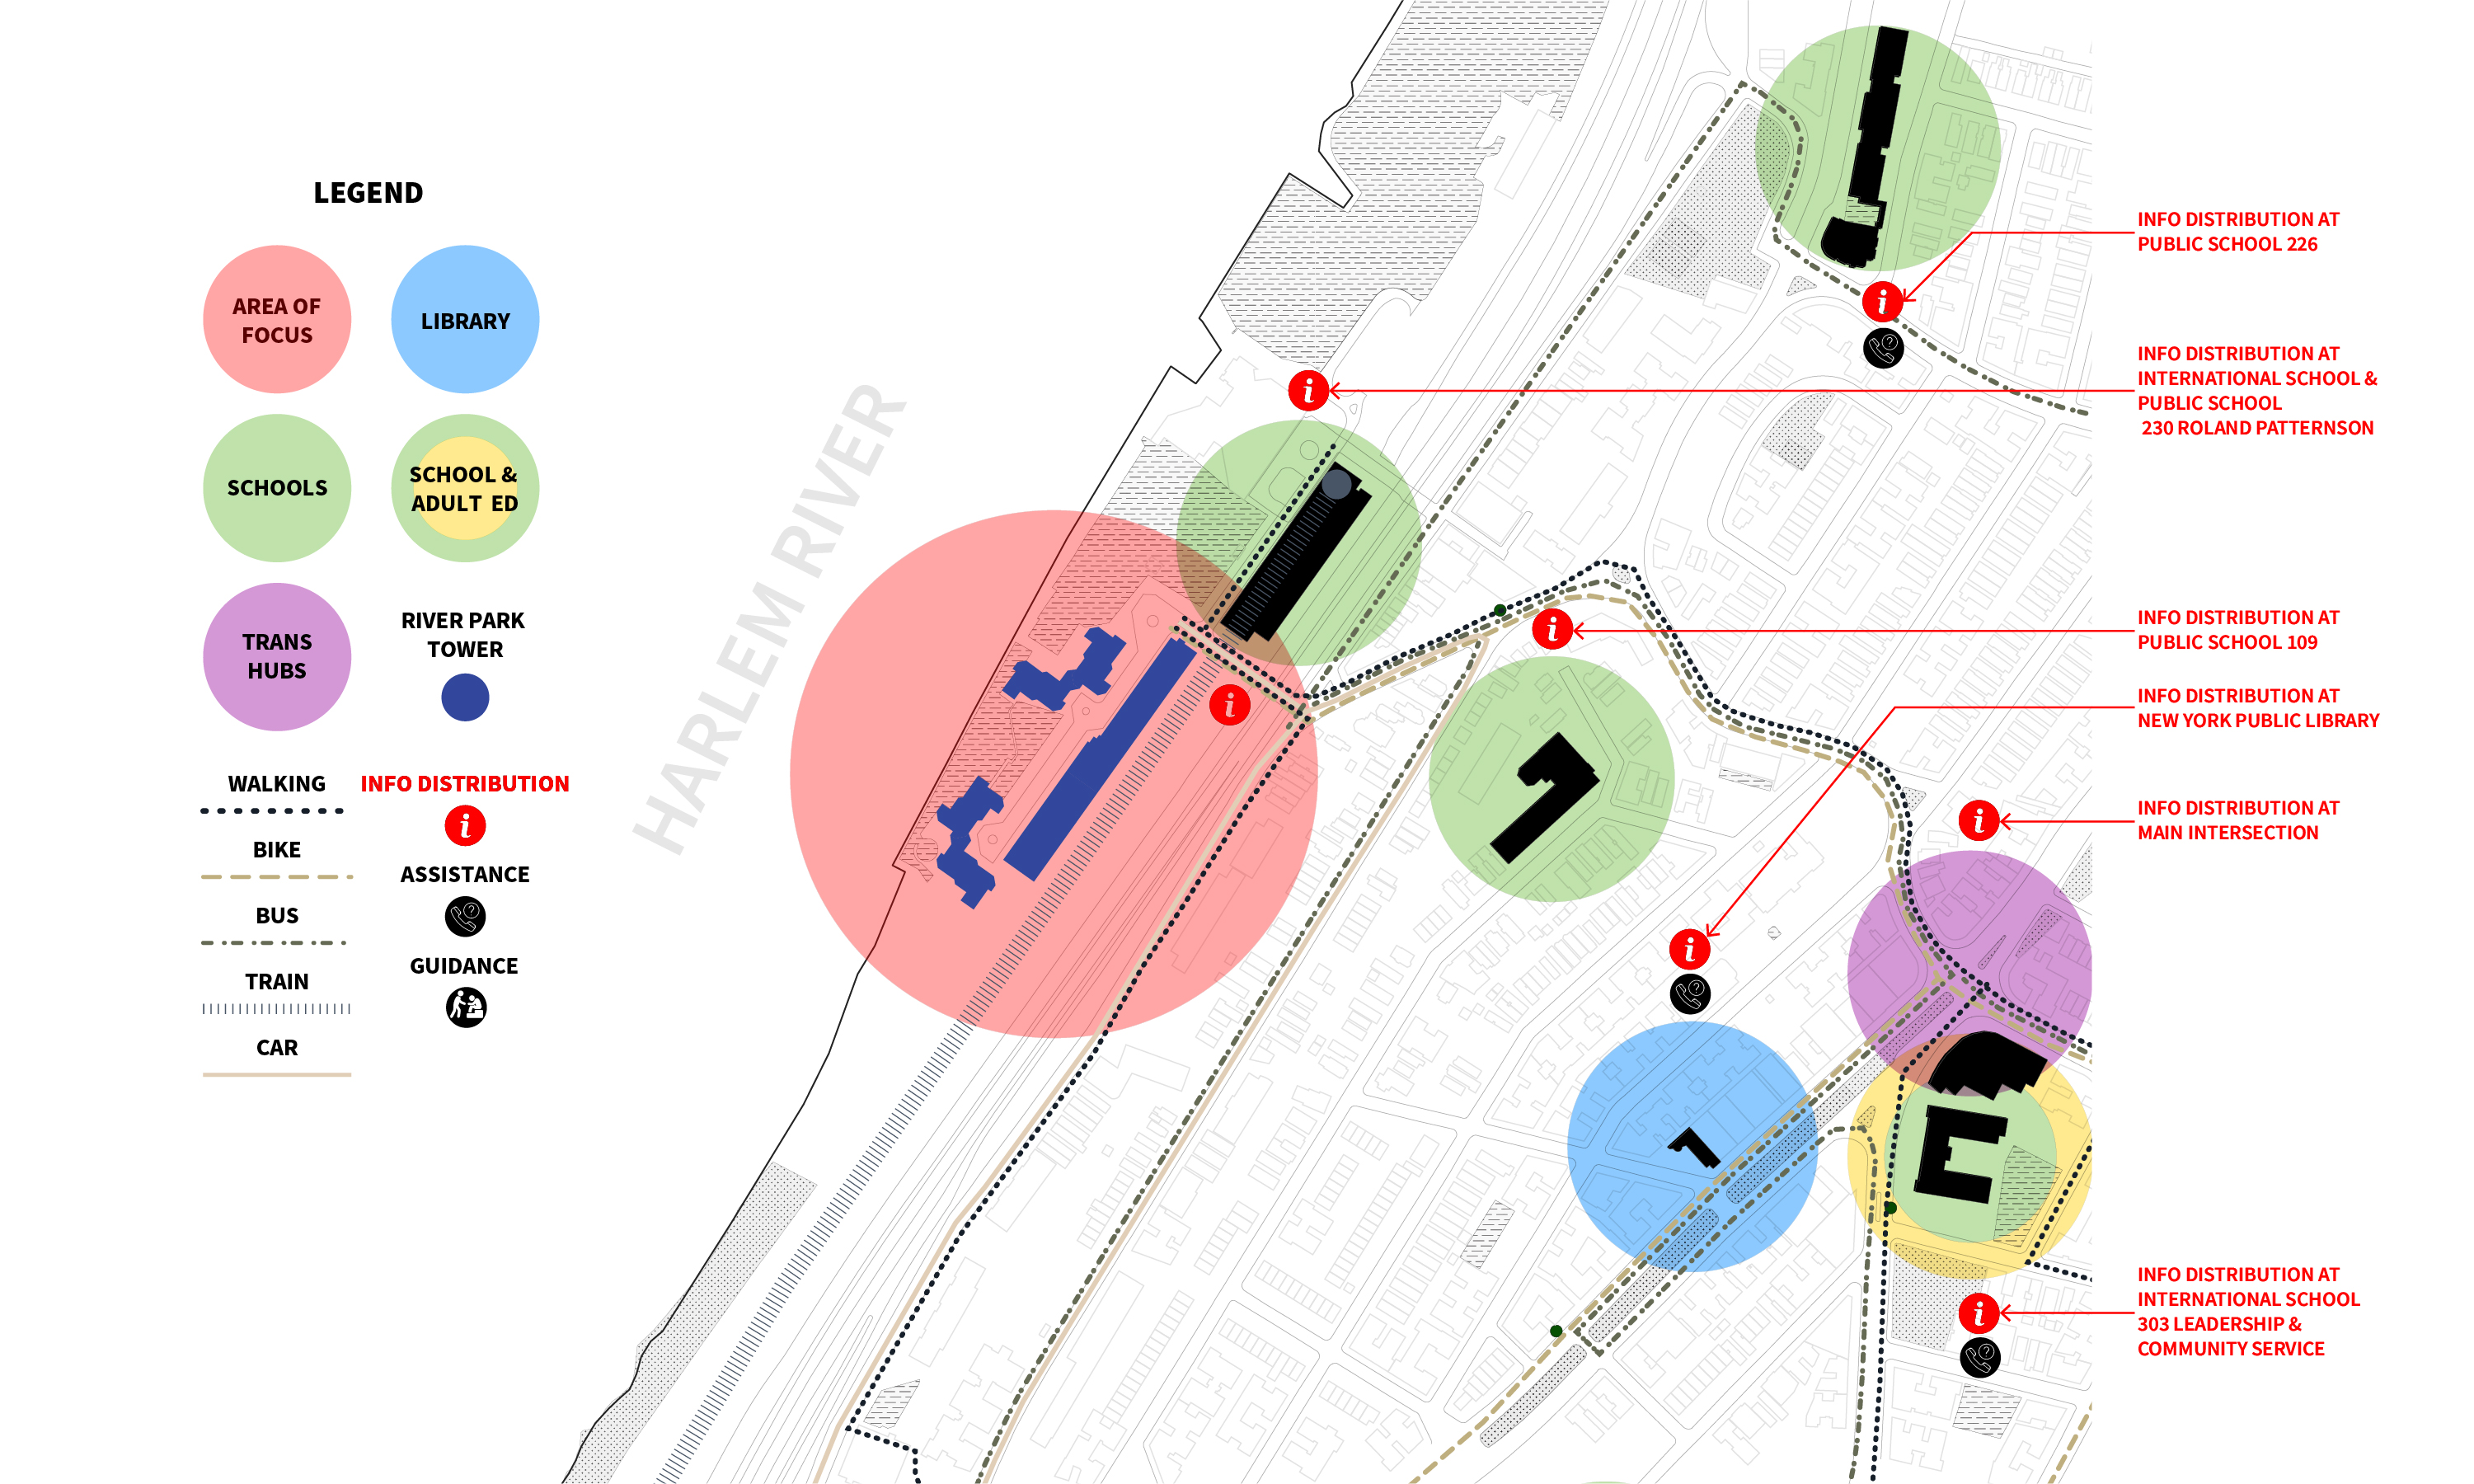 LEGEND
AREA OF
FOCUS
LIBRARY
SCHOOLS
SCHOOL &
ADULT ED
TRANS
HUBS
RIVER PARK
TOWER
WALKING
INFO DISTRIBUTION
i
BIKE
ASSISTANCE
?
BUS
TRAIN
GUIDANCE
CAR
HARLEM RIVER
INFO DISTRIBUTION AT
PUBLIC SCHOOL 226
i
?
INFO DISTRIBUTION AT
INTERNATIONAL SCHOOL &
PUBLIC SCHOOL
230 ROLAND PATTERNSON
i
INFO DISTRIBUTION AT
PUBLIC SCHOOL 109
i
i
INFO DISTRIBUTION AT
NEW YORK PUBLIC LIBRARY
i
?
INFO DISTRIBUTION AT
MAIN INTERSECTION
i
INFO DISTRIBUTION AT
INTERNATIONAL SCHOOL
303 LEADERSHIP &
COMMUNITY SERVICE
i
?